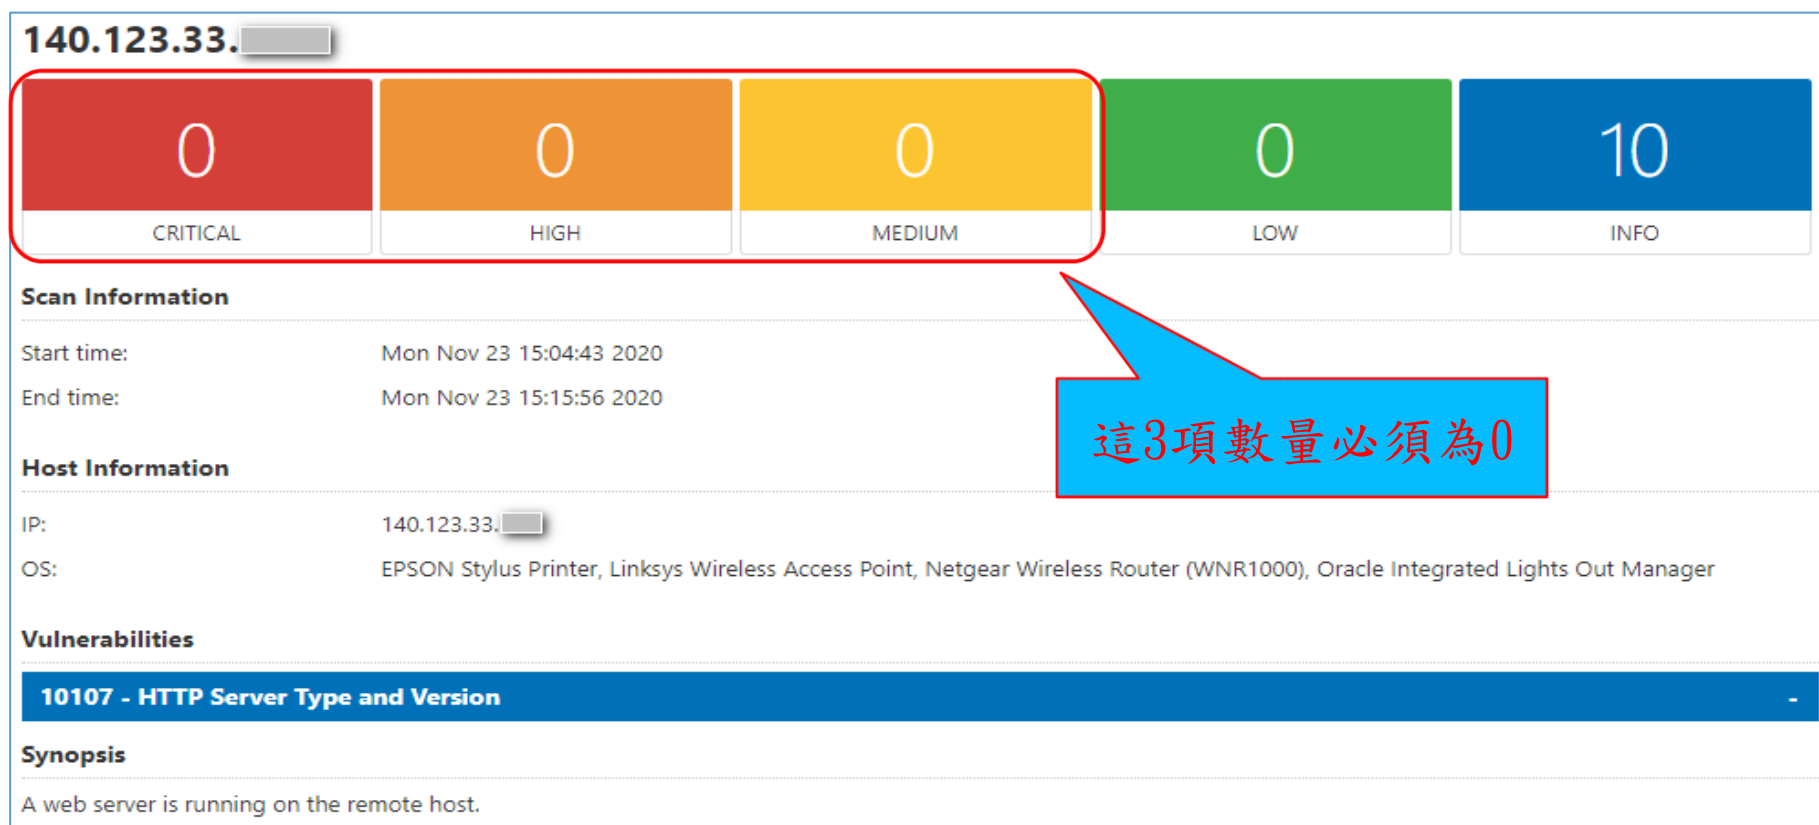 140.123.33.
0 0 0 0 10
CRITICAL HIGH MEDIUM LOW INFO
Scan Information
Start time: Mon Nov 23 15:04:43 2020
End time: Mon Nov 23 15:15:56 2020
這3項數量必須為0
Host Information
IP: 140.123.33.
OS: EPSON Stylus Printer, Linksys Wireless Access Point, Netgear Wireless Router (WNR1000), Oracle Integrated Lights Out Manager
Vulnerabilities
10107 - HTTP Server Type and Version -
Synopsis
A web server is running on the remote host.